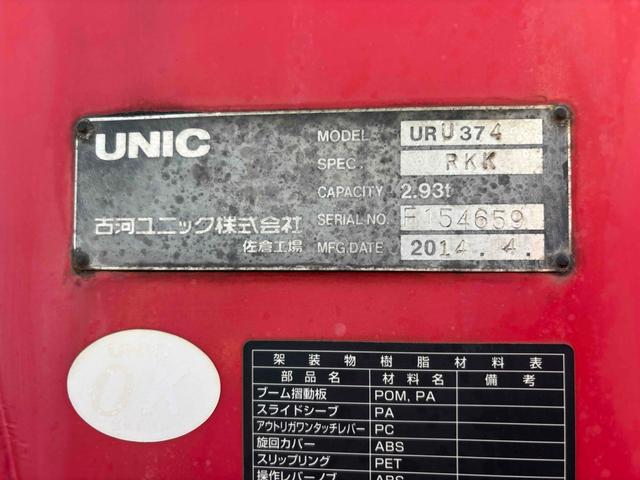 UNIC
MODEL URU374
SPEC. RKK
CAPACITY 2.93t
古河ユニック株式会社
SERIAL NO. F154659
佐倉工場
MFG.DATE 2014.4.
架装物樹脂材料表
部品名 材料名 備考
ブーム摺動板 POM, PA
スライドシーブ PA
アウトリガワンタッチレバー PC
旋回カバー ABS
スリップリング PET
操作レバーノブ ABS